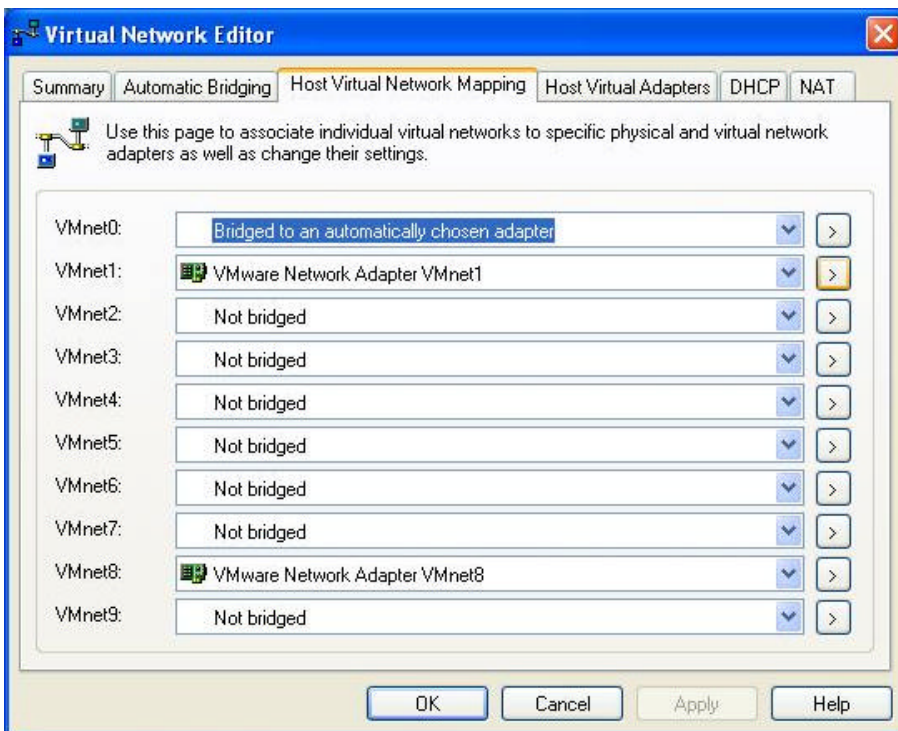 Virtual Network Editor
Summary Automatic Bridging Host Virtual Network Mapping Host Virtual Adapters DHCP NAT
Use this page to associate individual virtual networks to specific physical and virtual network
adapters as well as change their settings.
VMnet0: Bridged to an automatically chosen adapter >
VMnet1: VMware Network Adapter VMnet1 >
VMnet2: Not bridged >
VMnet3: Not bridged >
VMnet4: Not bridged >
VMnet5: Not bridged >
VMnet6: Not bridged >
VMnet7: Not bridged >
VMnet8: VMware Network Adapter VMnet8 >
VMnet9: Not bridged >
OK Cancel Apply Help